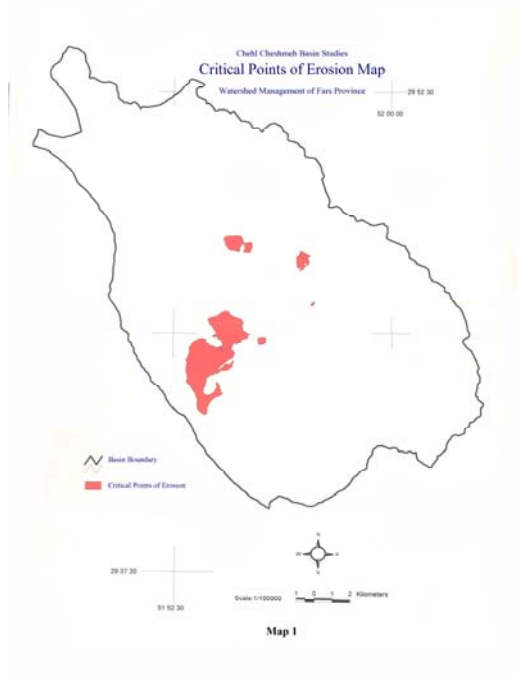 Chehl Cheshmeh Basin Studies
Critical Points of Erosion Map
Watershed Management of Fars Province
29 52 30
52 00 00
Basin Boundary
Critical Points of Erosion
N
W
S
29 37 30
51 52 30
Scale:1/100000
1 0 1 2 Kilometers
Map 1